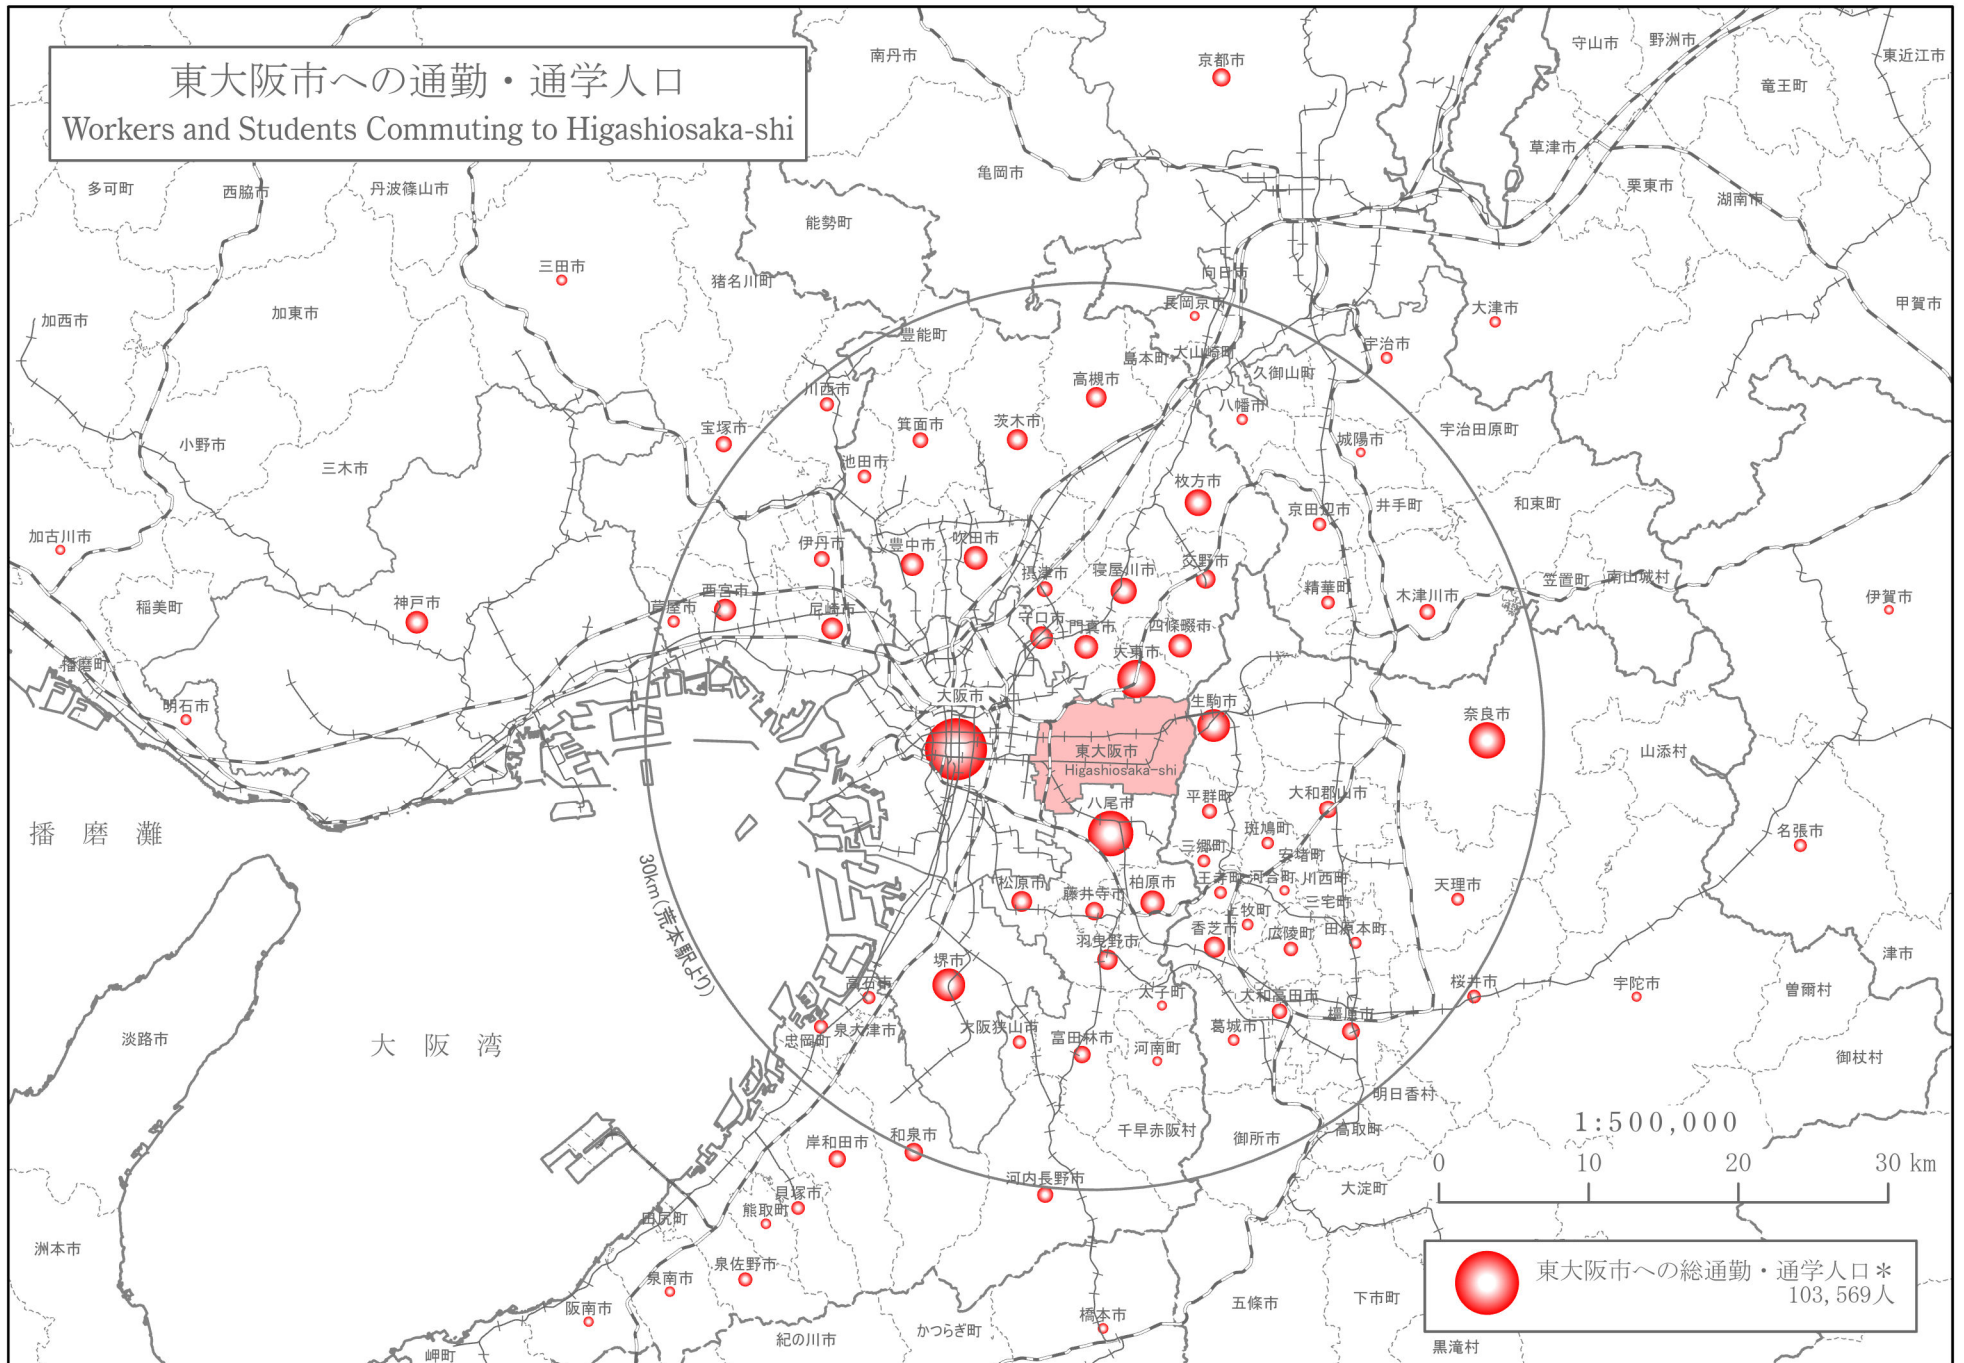 東大阪市への通勤・通学人口
Workers and Students Commuting to Higashiosaka-shi
南丹市
京都市
守山市
野洲市
東近江市
竜王町
草津市
栗東市
湖南市
甲賀市
亀岡市
能勢町
多可町
西脇市
丹波篠山市
三田市
猪名川町
加西市
加東市
向日市
長岡京市
大津市
宇治市
豊能町
島本町
大山崎町
久御山町
高槻市
川西市
八幡市
箕面市
茨木市
宝塚市
池田市
城陽市
宇治田原町
小野市
三木市
枚方市
京田辺市
井手町
和東町
加古川市
伊丹市
豊中市
吹田市
摂津市
寝屋川市
交野市
精華町
木津川市
笠置町
南山城村
伊賀市
稲美町
神戸市
芦屋市
西宮市
尼崎市
守口市
門真市
四條畷市
大東市
播磨町
明石市
大阪市
生駒市
奈良市
山添村
東大阪市
Higashiosaka-shi
八尾市
平群町
大和郡山市
斑鳩町
安堵町
名張市
播磨灘
三郷町
王寺町
河合町
川西町
三宅町
天理市
松原市
藤井寺市
柏原市
上牧町
香芝市
広陵町
田原本町
羽曳野市
30km(荒本駅より)
堺市
高石市
太子町
大和高田市
橿原市
桜井市
宇陀市
曽爾村
津市
淡路市
大阪湾
忠岡町
泉大津市
大阪狭山市
富田林市
河南町
葛城市
御杖村
明日香村
1:500,000
0 10 20 30 km
千早赤阪村
御所市
高取町
岸和田市
和泉市
河内長野市
大淀町
貝塚市
熊取町
田尻町
洲本市
泉佐野市
泉南市
阪南市
岬町
紀の川市
かつらぎ町
橋本市
五條市
下市町
黒滝村
東大阪市への総通勤・通学人口＊
103,569人